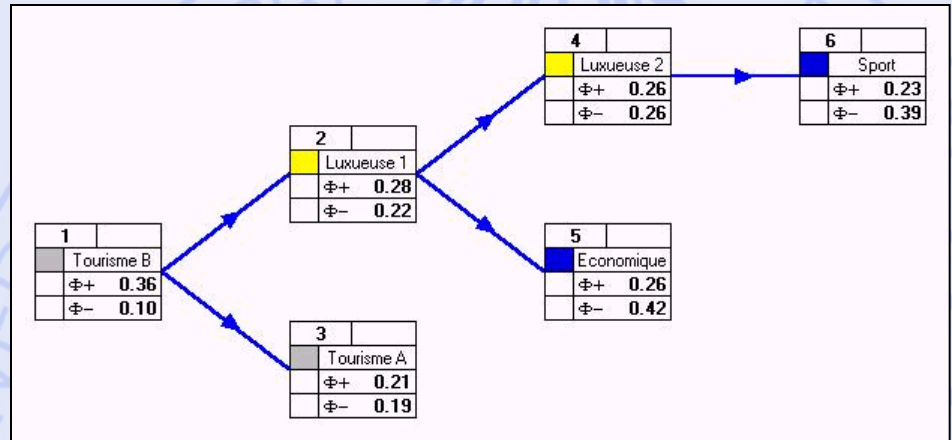 1
Tourisme B
Φ+ 0.36
Φ− 0.10
2
Luxueuse 1
Φ+ 0.28
Φ− 0.22
3
Tourisme A
Φ+ 0.21
Φ− 0.19
4
Luxueuse 2
Φ+ 0.26
Φ− 0.26
5
Economique
Φ+ 0.26
Φ− 0.42
6
Sport
Φ+ 0.23
Φ− 0.39